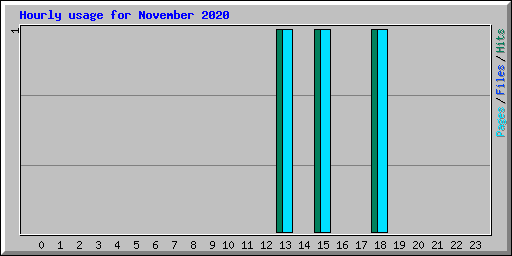 Hourly usage for November 2020
1
Pages/Files/Hits
0 1 2 3 4 5 6 7 8 9 10 11 12 13 14 15 16 17 18 19 20 21 22 23